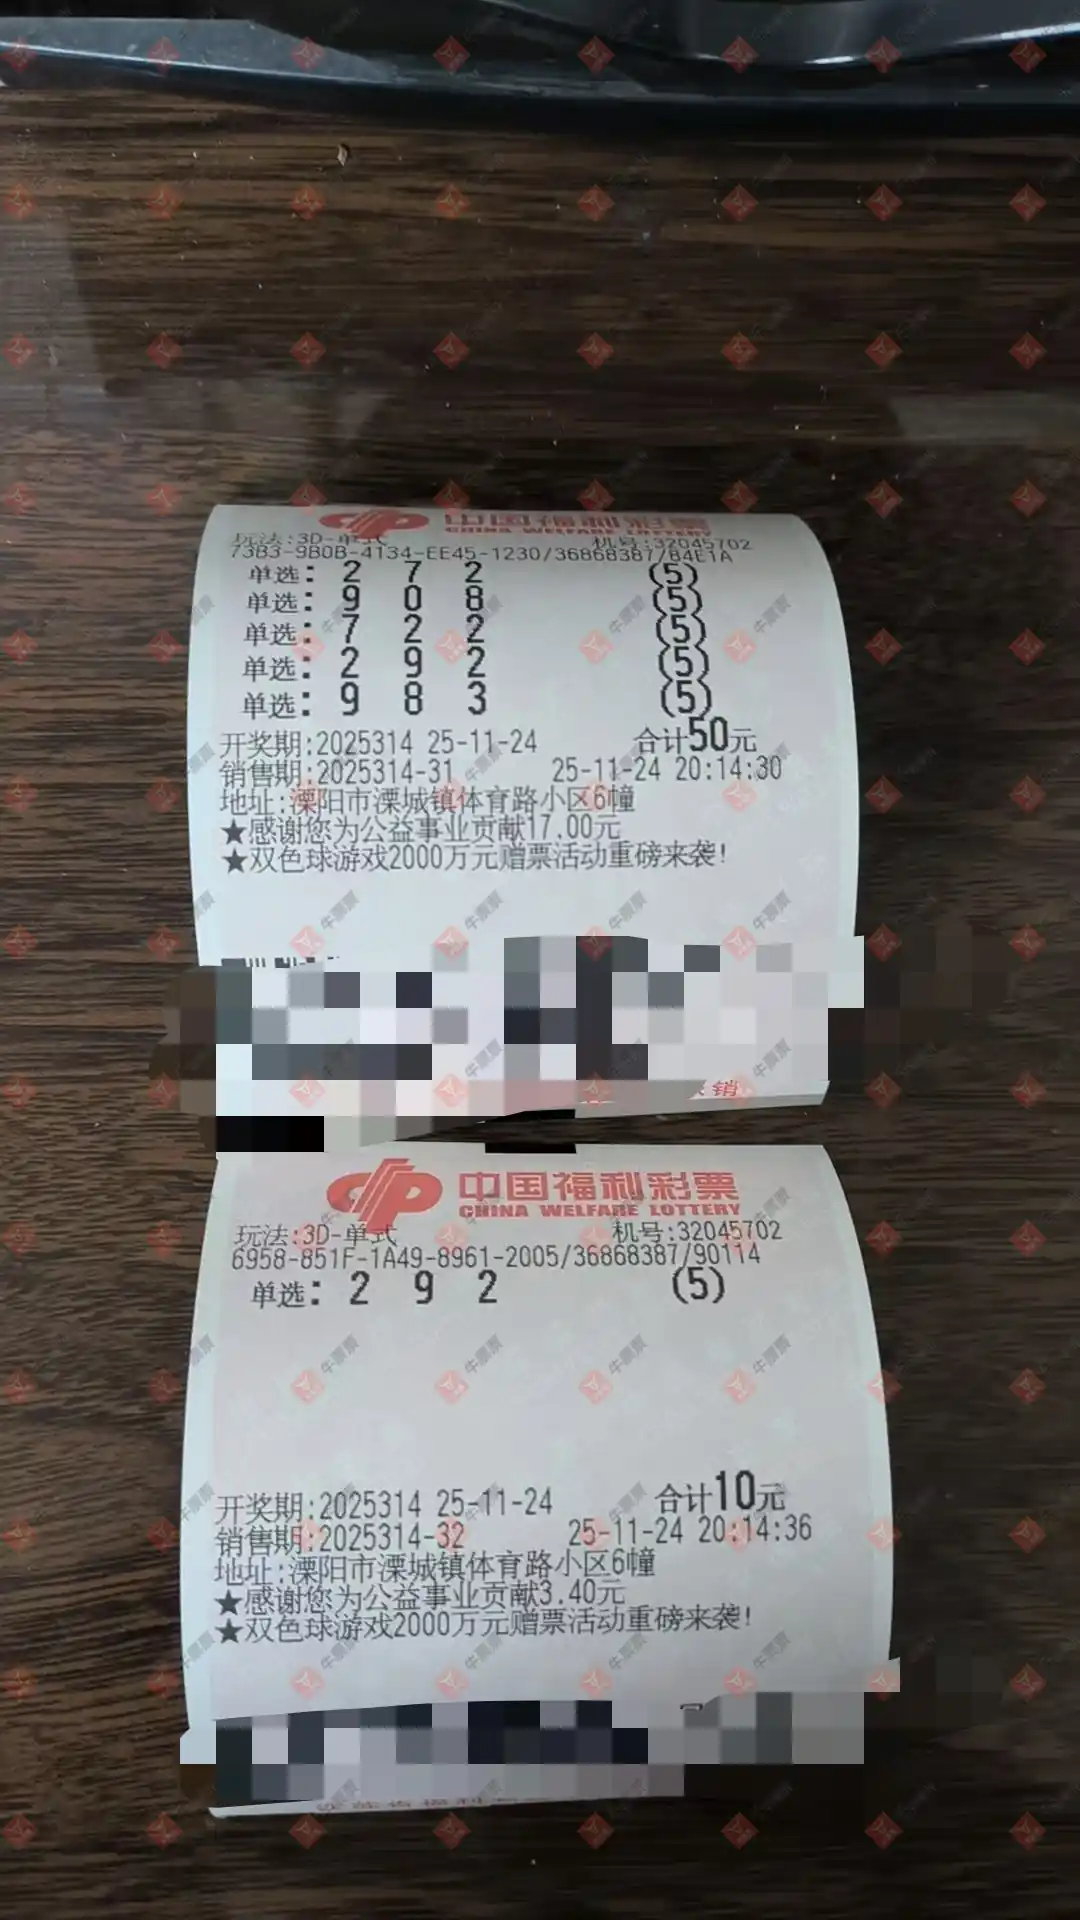 中国福利彩票
CHINA WELFARE LOTTERY
玩法:3D-单式 机号:32045702
73B3-9B0B-4134-EE45-1230/36868387/84E1A
单选: 2 7 2 (5)
单选: 9 0 8 (5)
单选: 7 2 2 (5)
单选: 2 9 2 (5)
单选: 9 8 3 (5)
开奖期:2025314 25-11-24 合计50元
销售期:2025314-31 25-11-24 20:14:30
地址:溧阳市溧城镇体育路小区6幢
★感谢您为公益事业贡献17.00元
★双色球游戏2000万元赠票活动重磅来袭!
销
中国福利彩票
CHINA WELFARE LOTTERY
玩法:3D-单式 机号:32045702
6958-851F-1A49-8961-2005/36868387/90114
单选: 2 9 2 (5)
开奖期:2025314 25-11-24 合计10元
销售期:2025314-32 25-11-24 20:14:36
地址:溧阳市溧城镇体育路小区6幢
★感谢您为公益事业贡献3.40元
★双色球游戏2000万元赠票活动重磅来袭!
牛票票